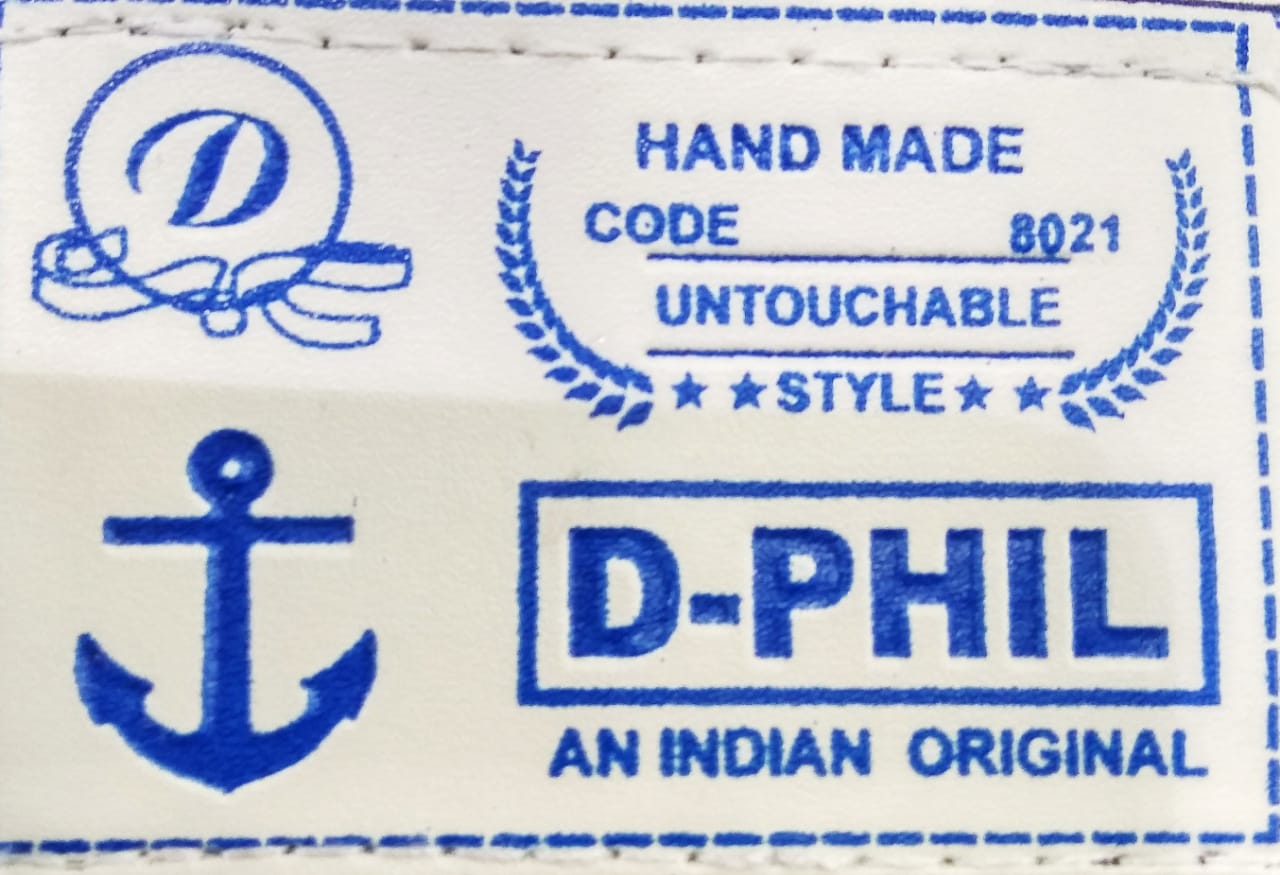 D
HAND MADE
CODE 8021
UNTOUCHABLE
STYLE
D-PHIL
AN INDIAN ORIGINAL